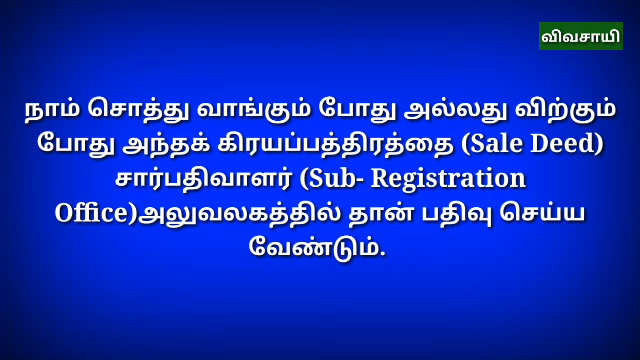 விவசாயி
நாம் சொத்து வாங்கும் போது அல்லது விற்கும்
போது அந்தக் கிரயப்பத்திரத்தை (Sale Deed)
சார்பதிவாளர் (Sub- Registration
Office)அலுவலகத்தில் தான் பதிவு செய்ய
வேண்டும்.